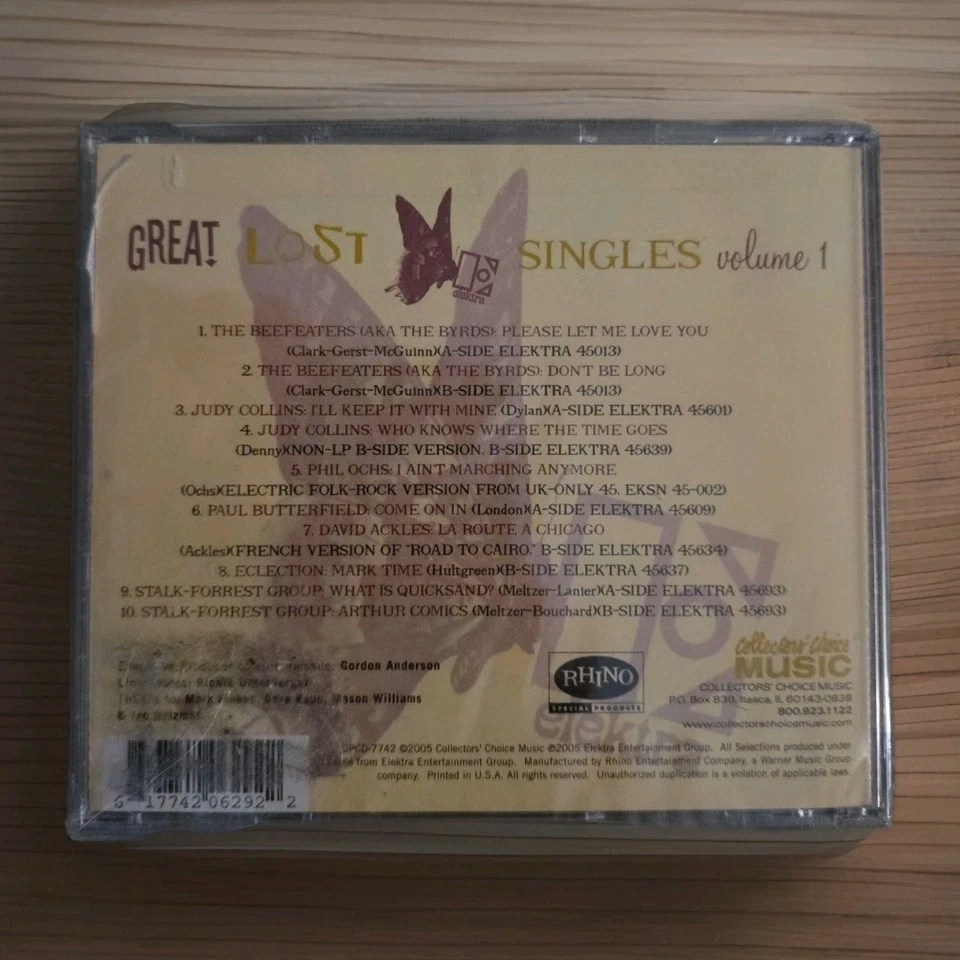 GREAT LOST elektra SINGLES volume 1
1. THE BEEFEATERS (AKA THE BYRDS): PLEASE LET ME LOVE YOU
(Clark-Gerst-McGuinn)(A-SIDE ELEKTRA 45013)
2. THE BEEFEATERS (AKA THE BYRDS): DON'T BE LONG
(Clark-Gerst-McGuinn)(B-SIDE ELEKTRA 45013)
3. JUDY COLLINS: I'LL KEEP IT WITH MINE (Dylan)(A-SIDE ELEKTRA 45601)
4. JUDY COLLINS: WHO KNOWS WHERE THE TIME GOES
(Denny)(NON-LP B-SIDE VERSION. B-SIDE ELEKTRA 45639)
5. PHIL OCHS: I AIN'T MARCHING ANYMORE
(Ochs)(ELECTRIC FOLK-ROCK VERSION FROM UK-ONLY 45. EKSN 45-002)
6. PAUL BUTTERFIELD: COME ON IN (London)(A-SIDE ELEKTRA 45609)
7. DAVID ACKLES: LA ROUTE A CHICAGO
(Ackles)(FRENCH VERSION OF "ROAD TO CAIRO." B-SIDE ELEKTRA 45634)
8. ECLECTION: MARK TIME (Hultgreen)(B-SIDE ELEKTRA 45637)
9. STALK-FORREST GROUP: WHAT IS QUICKSAND? (Meltzer-Lanier)(A-SIDE ELEKTRA 45693)
10. STALK-FORREST GROUP: ARTHUR COMICS (Meltzer-Bouchard)(B-SIDE ELEKTRA 45693)
Producer Gordon Anderson
Mason Williams
&
RHINO
SPECIAL PRODUCTS
elektra
Collectors' Choice
MUSIC
COLLECTORS' CHOICE MUSIC
P.O. Box 838, Itasca, IL 60143-0838
800.923.1122
www.collectorschoicemusic.com
OPCD-7742 ©2005 Collectors' Choice Music ℗2005 Elektra Entertainment Group. All Selections produced under
from Elektra Entertainment Group. Manufactured by Rhino Entertainment Company, a Warner Music Group
company. Printed in U.S.A. All rights reserved. Unauthorized duplication is a violation of applicable laws.
6 17742 06292 2